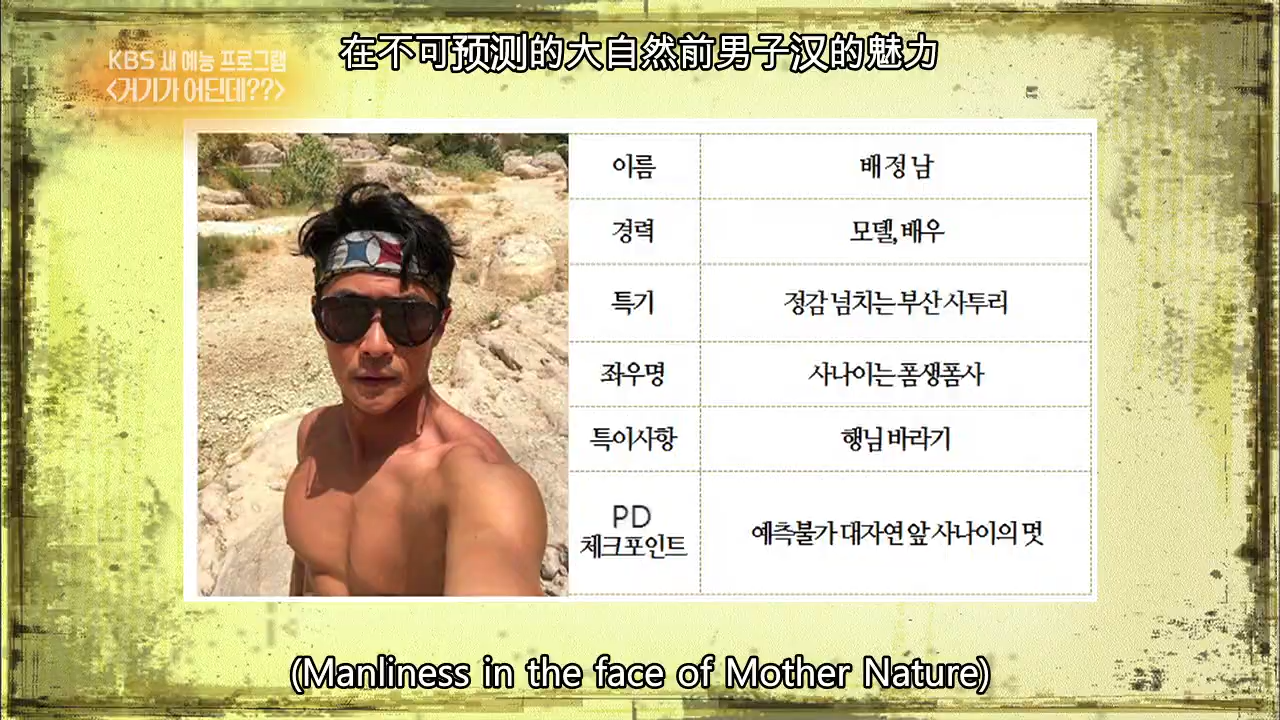 KBS 새 예능 프로그램
<거기가 어딘데??>
在不可预测的大自然前男子汉的魅力
이름 배정남
경력 모델, 배우
특기 정감 넘치는 부산 사투리
좌우명 사나이는 폼생폼사
특이사항 행님 바라기
PD
체크포인트 예측불가 대자연 앞 사나이의 멋
(Manliness in the face of Mother Nature)